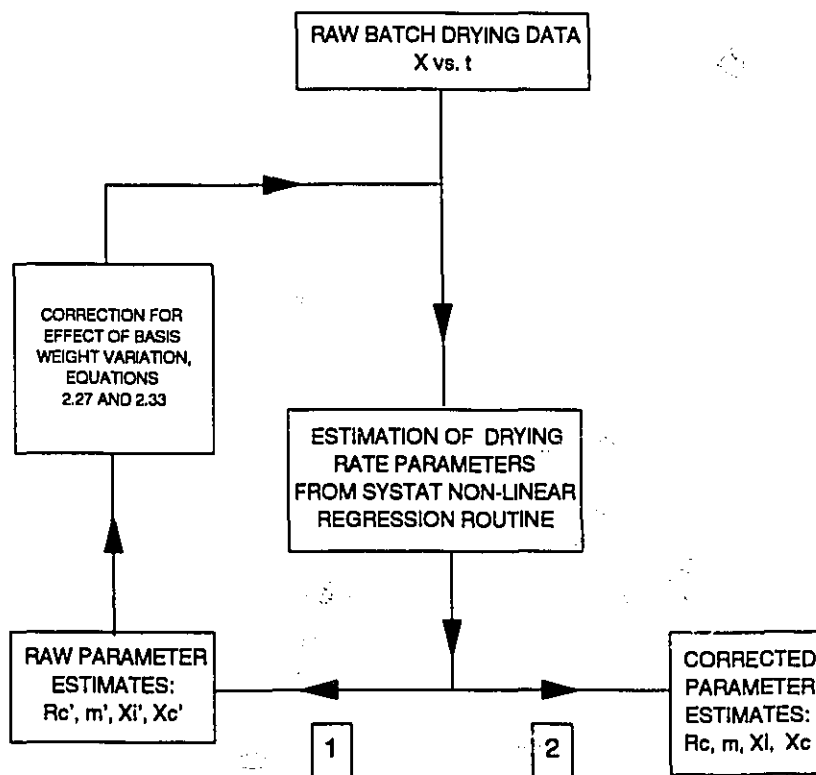 RAW BATCH DRYING DATA
X vs. t
CORRECTION FOR
EFFECT OF BASIS
WEIGHT VARIATION,
EQUATIONS
2.27 AND 2.33
ESTIMATION OF DRYING
RATE PARAMETERS
FROM SYSTAT NON-LINEAR
REGRESSION ROUTINE
RAW PARAMETER
ESTIMATES:
Rc', m', Xi', Xc'
1
2
CORRECTED
PARAMETER
ESTIMATES:
Rc, m, Xi, Xc